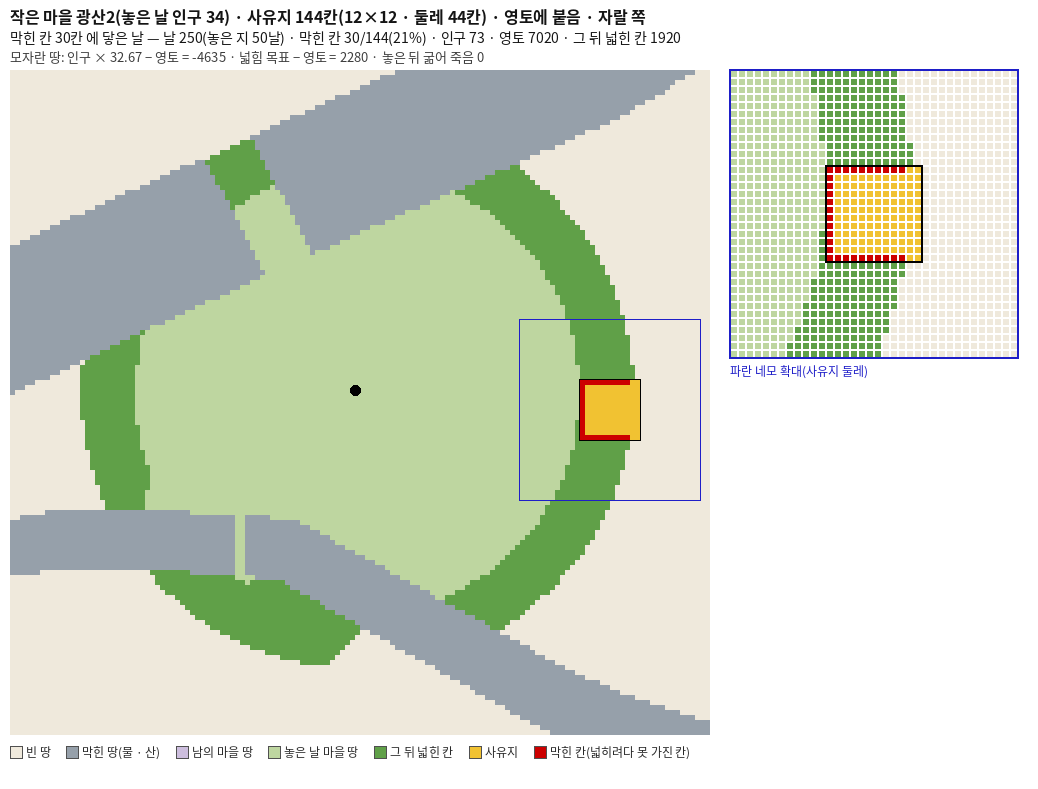 작은 마을 광산2(놓은 날 인구 34) · 사유지 144칸(12×12 · 둘레 44칸) · 영토에 붙음 · 자랄 쪽
막힌 칸 30칸 에 닿은 날 — 날 250(놓은 지 50날) · 막힌 칸 30/144(21%) · 인구 73 · 영토 7020 · 그 뒤 넓힌 칸 1920
모자란 땅: 인구 × 32.67 − 영토 = -4635 · 넓힘 목표 − 영토 = 2280 · 놓은 뒤 굶어 죽음 0
파란 네모 확대(사유지 둘레)
빈 땅
막힌 땅(물 · 산)
남의 마을 땅
놓은 날 마을 땅
그 뒤 넓힌 칸
사유지
막힌 칸(넓히려다 못 가진 칸)